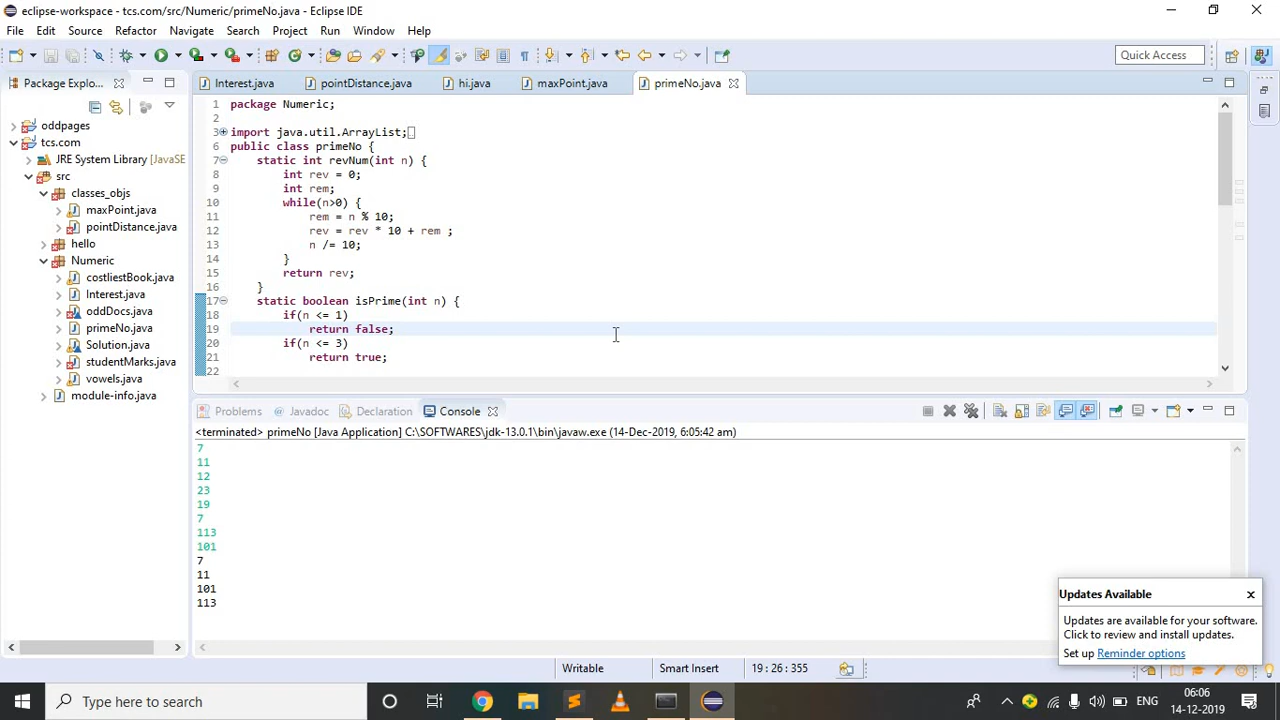 eclipse-workspace - tcs.com/src/Numeric/primeNo.java - Eclipse IDE
File Edit Source Refactor Navigate Search Project Run Window Help
Quick Access
Package Explo...
Interest.java pointDistance.java hi.java maxPoint.java primeNo.java
oddpages
tcs.com
JRE System Library [JavaSE
src
classes_objs
maxPoint.java
pointDistance.java
hello
Numeric
costliestBook.java
Interest.java
oddDocs.java
primeNo.java
Solution.java
studentMarks.java
vowels.java
module-info.java
1 package Numeric;
2
3 import java.util.ArrayList;
6 public class primeNo {
7 static int revNum(int n) {
8 int rev = 0;
9 int rem;
10 while(n>0) {
11 rem = n % 10;
12 rev = rev * 10 + rem ;
13 n /= 10;
14 }
15 return rev;
16 }
17 static boolean isPrime(int n) {
18 if(n <= 1)
19 return false;
20 if(n <= 3)
21 return true;
22
Problems Javadoc Declaration Console
<terminated> primeNo [Java Application] C:\SOFTWARES\jdk-13.0.1\bin\javaw.exe (14-Dec-2019, 6:05:42 am)
7
11
12
23
19
7
113
101
7
11
101
113
Updates Available
Updates are available for your software.
Click to review and install updates.
Set up Reminder options
Writable Smart Insert 19 : 26 : 355
Type here to search
ENG
06:06
14-12-2019